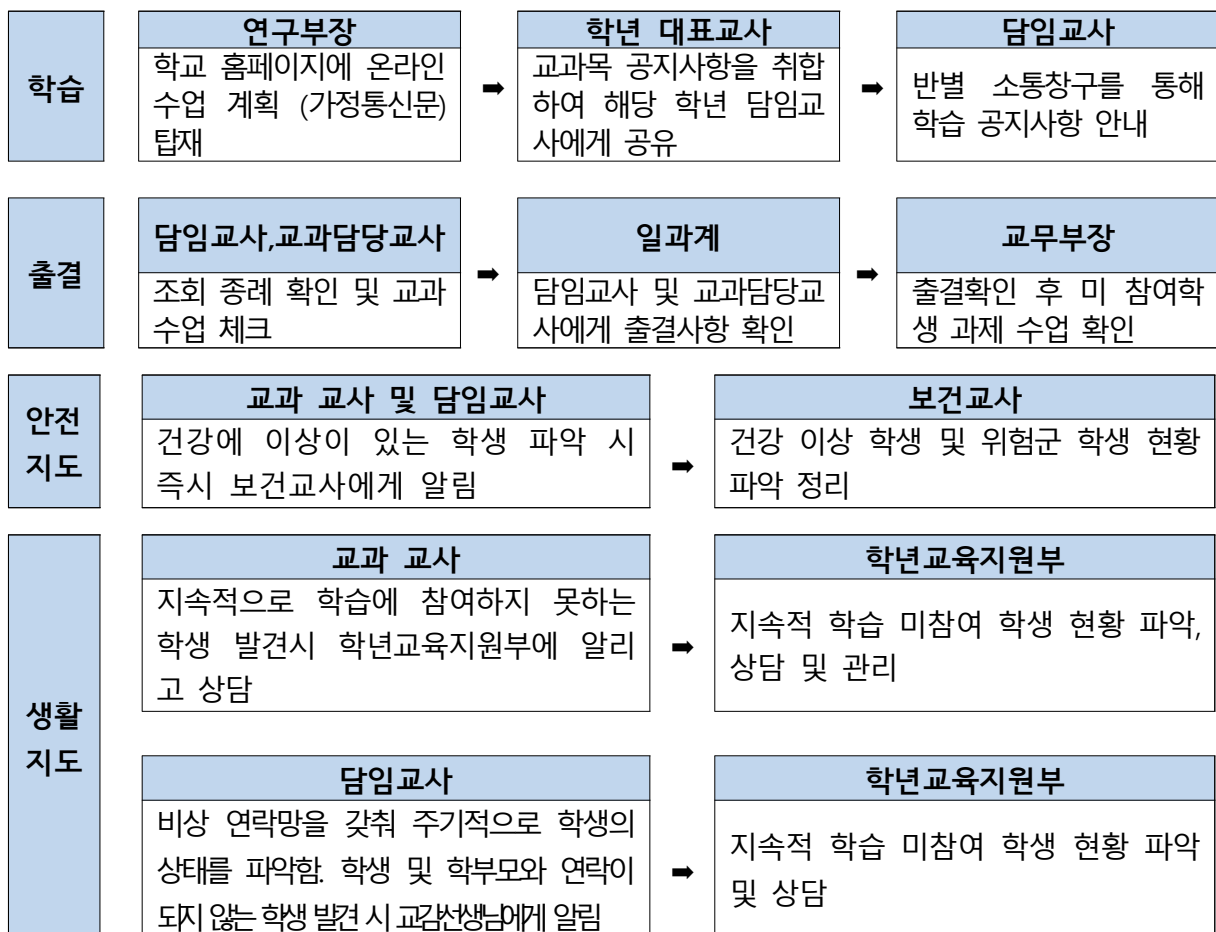 학습
연구부장
학교 홈페이지에 온라인
수업 계획 (가정통신문)
탑재
➡
학년 대표교사
교과목 공지사항을 취합
하여 해당 학년 담임교
사에게 공유
➡
담임교사
반별 소통창구를 통해
학습 공지사항 안내
출결
담임교사,교과담당교사
조회 종례 확인 및 교과
수업 체크
➡
일과계
담임교사 및 교과담당교
사에게 출결사항 확인
➡
교무부장
출결확인 후 미 참여학
생 과제 수업 확인
안전
지도
교과 교사 및 담임교사
건강에 이상이 있는 학생 파악 시
즉시 보건교사에게 알림
➡
보건교사
건강 이상 학생 및 위험군 학생 현황
파악 정리
생활
지도
교과 교사
지속적으로 학습에 참여하지 못하는
학생 발견시 학년교육지원부에 알리
고 상담
➡
학년교육지원부
지속적 학습 미참여 학생 현황 파악,
상담 및 관리
담임교사
비상 연락망을 갖춰 주기적으로 학생의
상태를 파악함. 학생 및 학부모와 연락이
되지 않는 학생 발견 시 교감선생님에게 알림
➡
학년교육지원부
지속적 학습 미참여 학생 현황 파악
및 상담